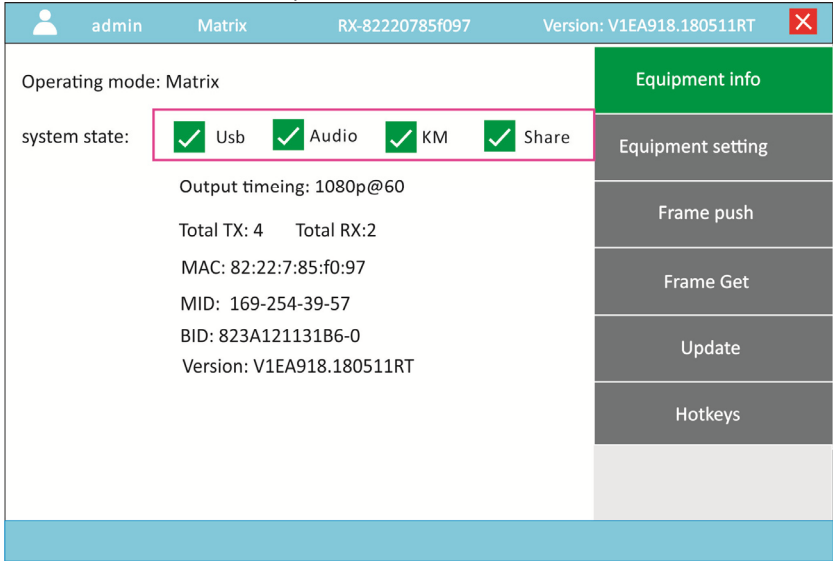 admin Matrix RX-82220785f097 Version: V1EA918.180511RT
Operating mode: Matrix
system state: Usb Audio KM Share
Output timeing: 1080p@60
Total TX: 4 Total RX:2
MAC: 82:22:7:85:f0:97
MID: 169-254-39-57
BID: 823A121131B6-0
Version: V1EA918.180511RT
Equipment info
Equipment setting
Frame push
Frame Get
Update
Hotkeys